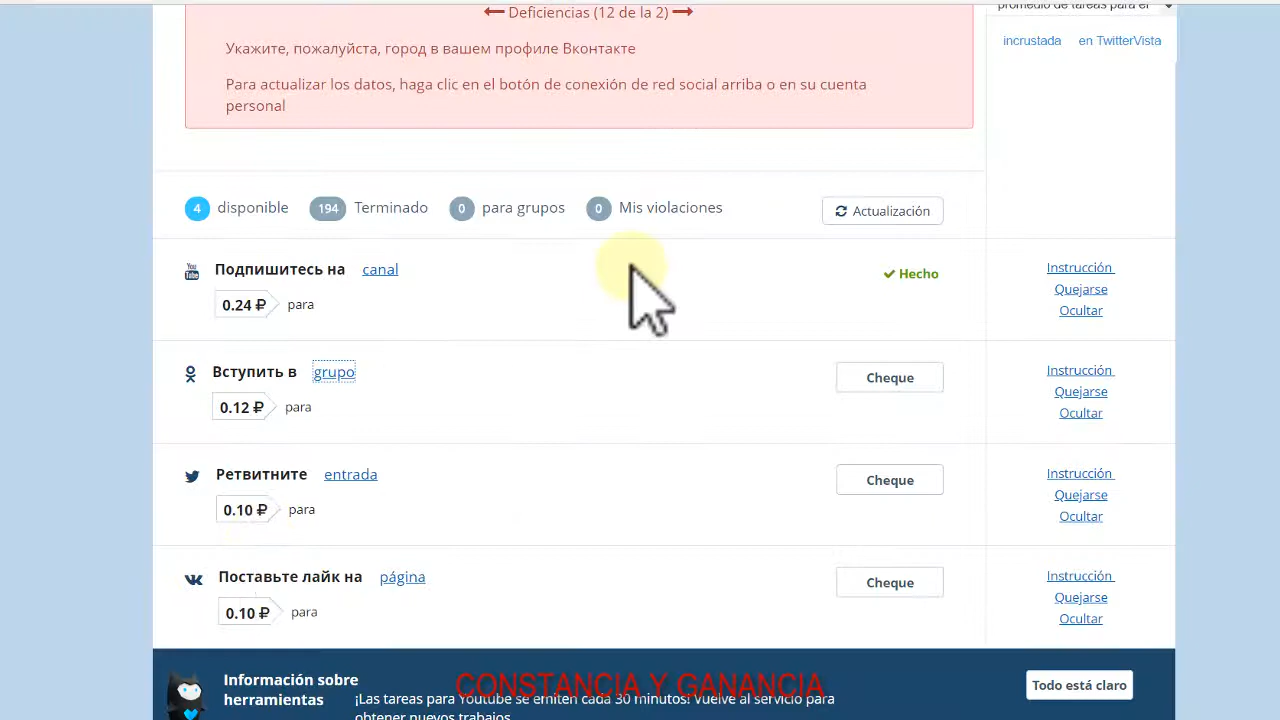 Deficiencias (12 de la 2)
promedio de tareas para el
incrustada en TwitterVista
Укажите, пожалуйста, город в вашем профиле Вконтакте
Para actualizar los datos, haga clic en el botón de conexión de red social arriba o en su cuenta
personal
4 disponible 194 Terminado 0 para grupos 0 Mis violaciones Actualización
You Tube Подпишитесь на canal Hecho Instrucción
Quejarse
0.24 ₽ para Ocultar
Вступить в grupo Cheque Instrucción
Quejarse
0.12 ₽ para Ocultar
Ретвитните entrada Cheque Instrucción
Quejarse
0.10 ₽ para Ocultar
Поставьте лайк на página Cheque Instrucción
Quejarse
0.10 ₽ para Ocultar
Información sobre
herramientas
¡Las tareas para Youtube se emiten cada 30 minutos! Vuelve al servicio para
obtener nuevos trabajos
Todo está claro
CONSTANCIA Y GANANCIA